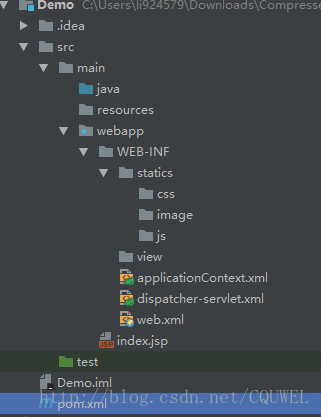 Demo C:\Users\li924579\Downloads\Compresse
.idea
src
main
java
resources
webapp
WEB-INF
statics
css
image
js
view
applicationContext.xml
dispatcher-servlet.xml
web.xml
index.jsp
test
Demo.iml
pom.xml
http://blog.csdn.net/CQUWEL